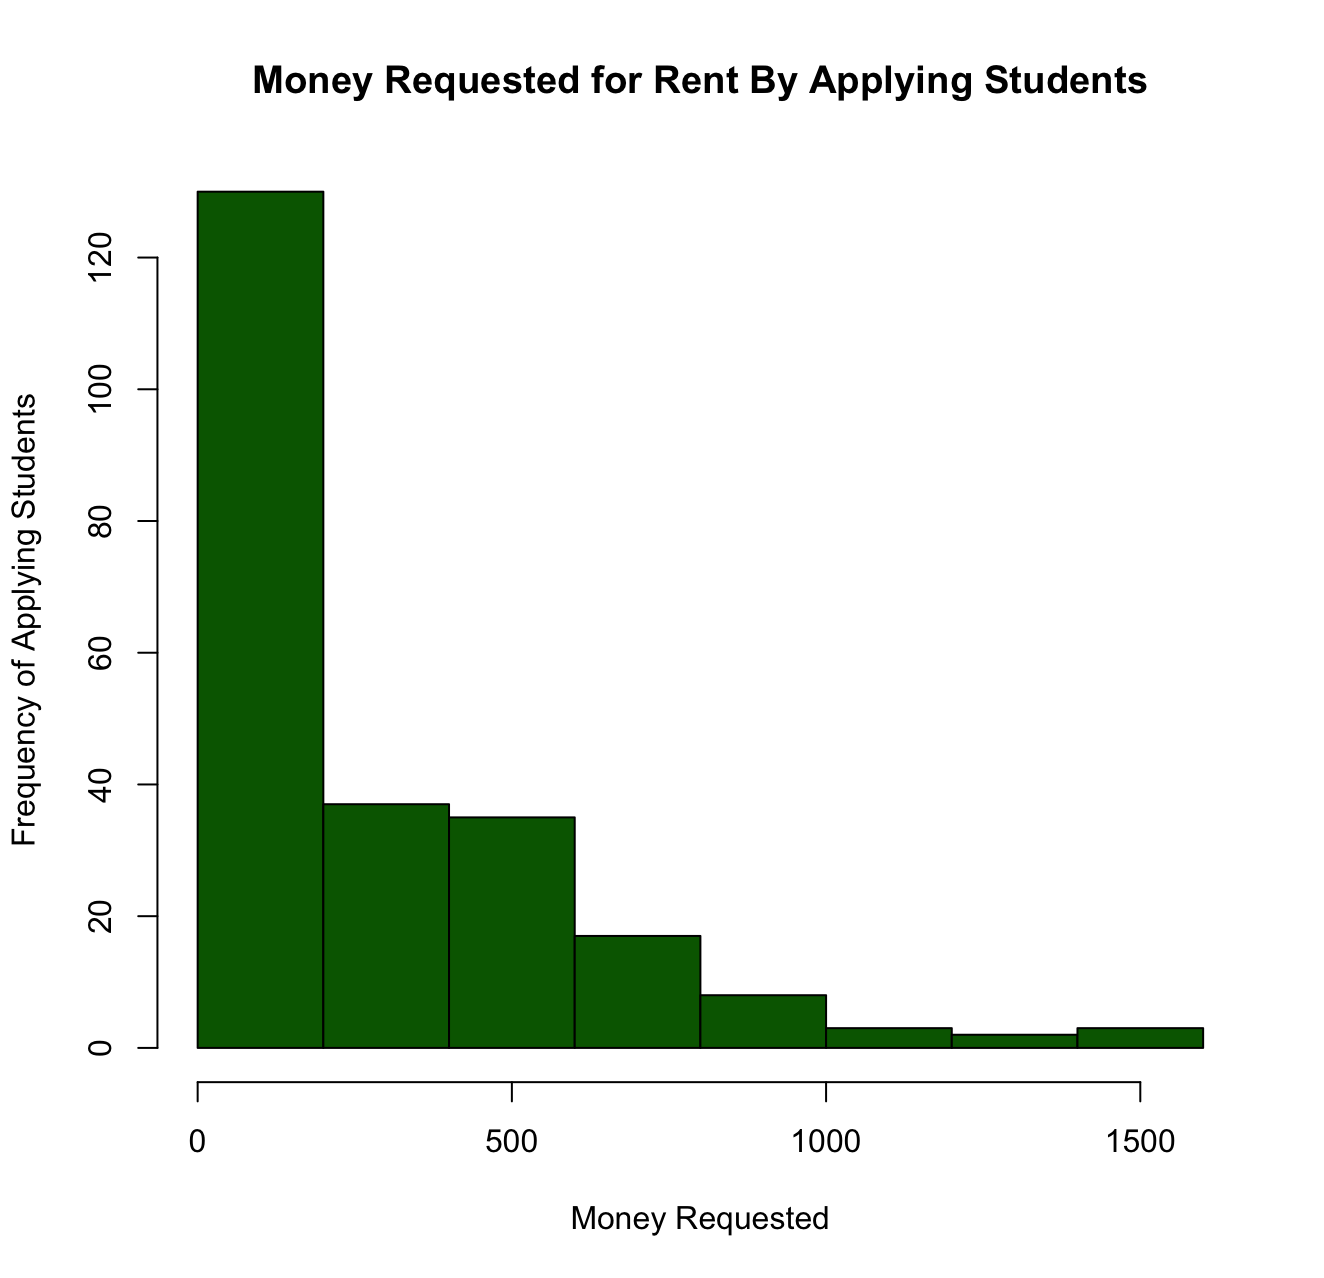 Money Requested for Rent By Applying Students
Frequency of Applying Students
120
100
80
60
40
20
0
0 500 1000 1500
Money Requested